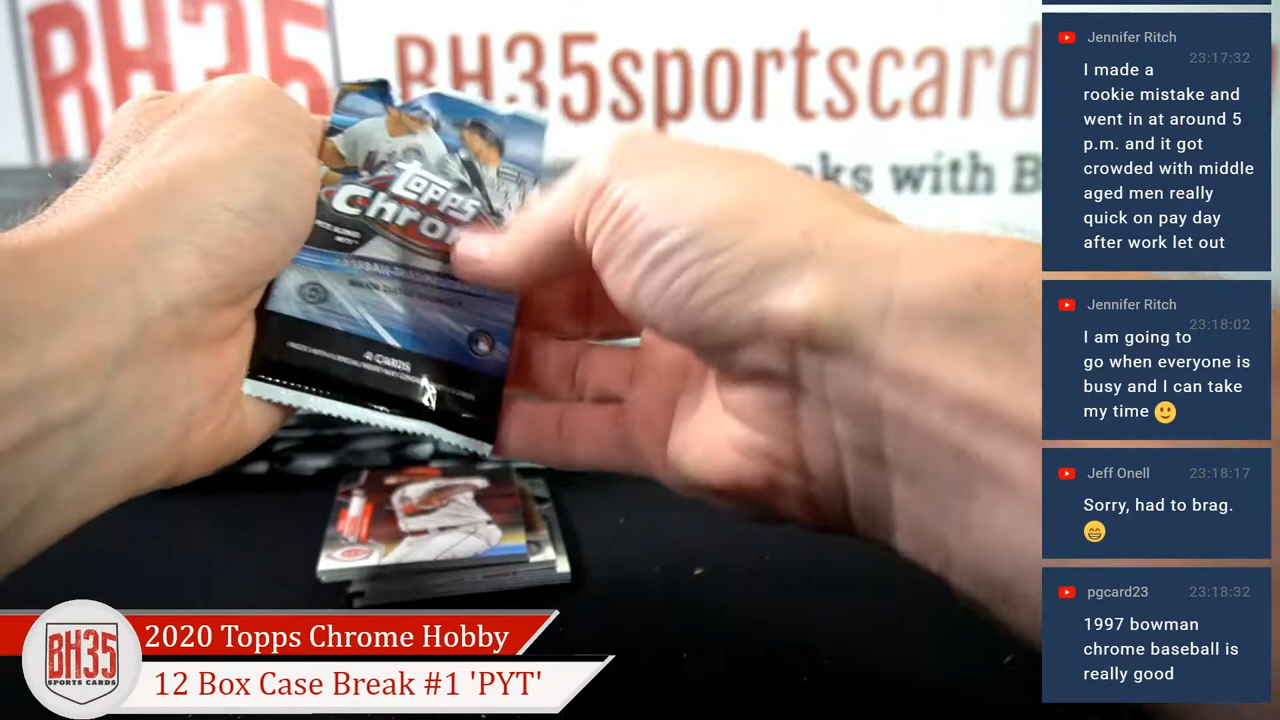 BH35
BH35sportscard
ks with B
Topps
Chro
4 CARDS
2020 Topps Chrome Hobby
12 Box Case Break #1 'PYT'
BH35
SPORTS CARDS
Jennifer Ritch
23:17:32
I made a
rookie mistake and
went in at around 5
p.m. and it got
crowded with middle
aged men really
quick on pay day
after work let out
Jennifer Ritch
23:18:02
I am going to
go when everyone is
busy and I can take
my time 🙂
Jeff Onell 23:18:17
Sorry, had to brag.
😁
pgcard23 23:18:32
1997 bowman
chrome baseball is
really good